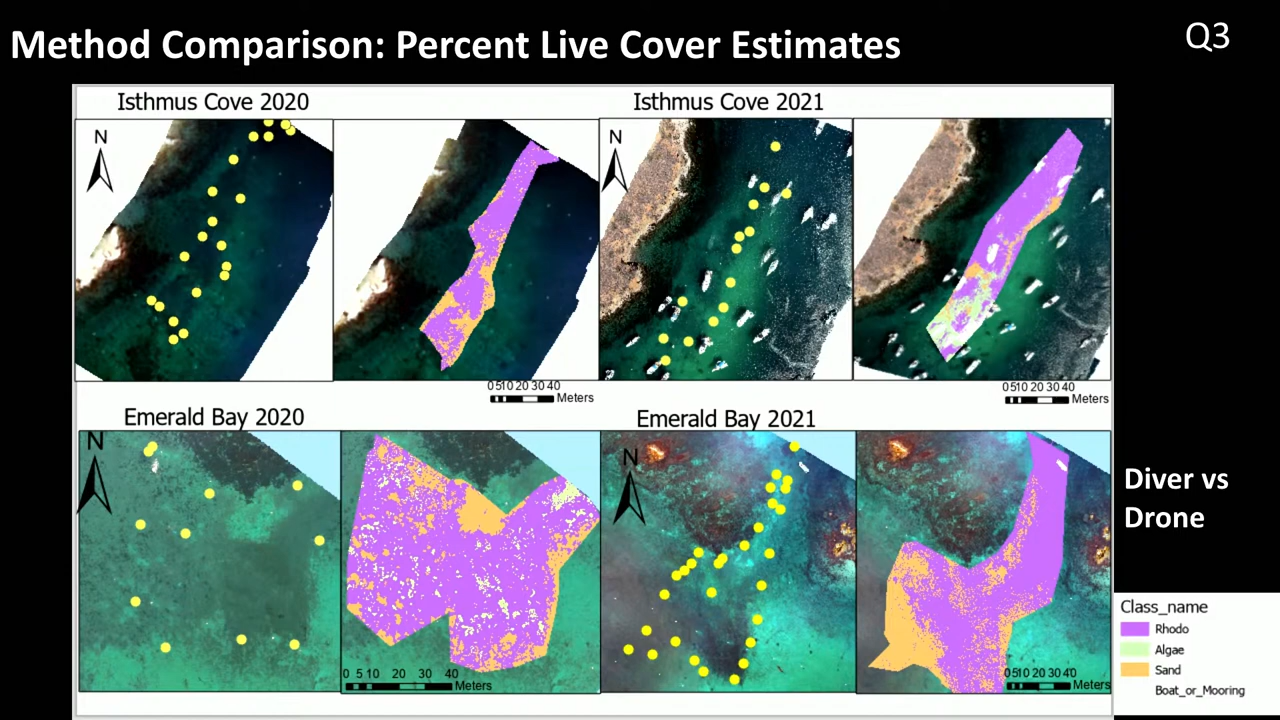 Method Comparison: Percent Live Cover Estimates
Q3
Isthmus Cove 2020
Isthmus Cove 2021
N
N
0 5 10 20 30 40
Meters
0 5 10 20 30 40
Meters
Emerald Bay 2020
Emerald Bay 2021
N
N
Diver vs
Drone
0 5 10 20 30 40
Meters
0 5 10 20 30 40
Meters
Class_name
Rhodo
Algae
Sand
Boat_or_Mooring